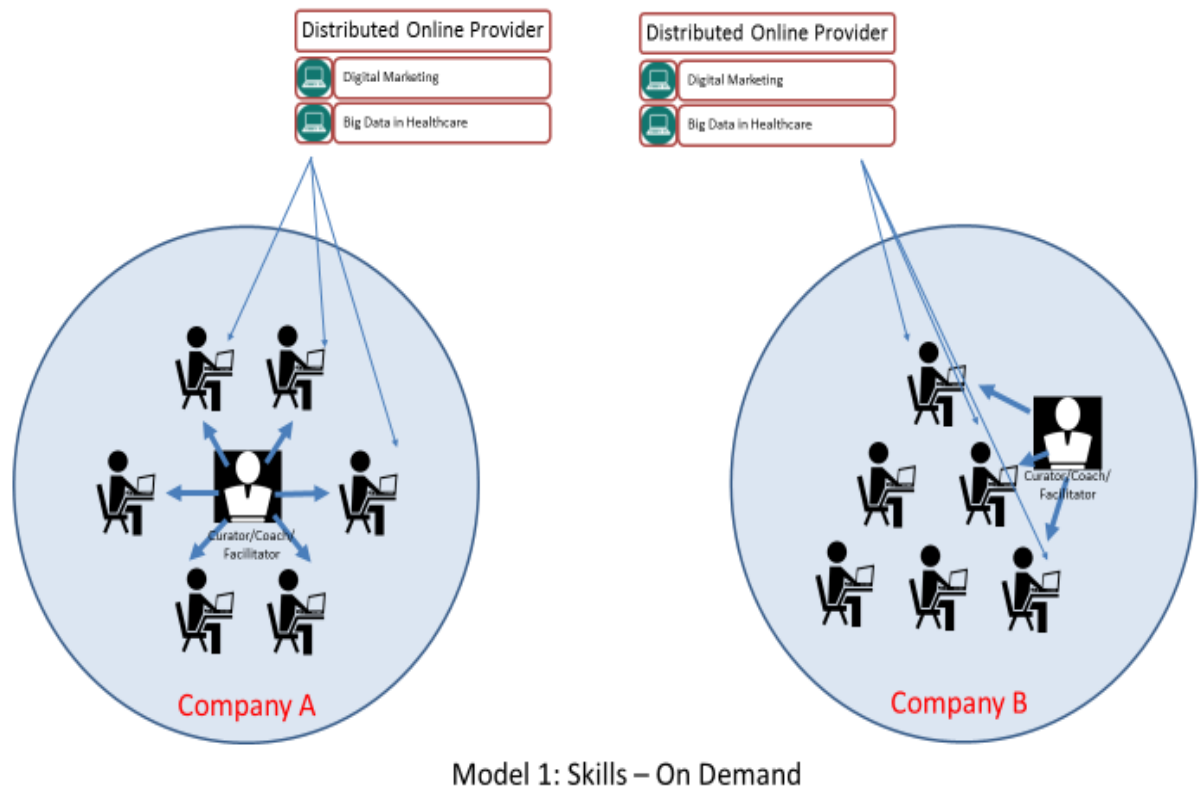 Distributed Online Provider
Digital Marketing
Big Data in Healthcare
Distributed Online Provider
Digital Marketing
Big Data in Healthcare
Curator/Coach/
Facilitator
Company A
Curator/Coach/
Facilitator
Company B
Model 1: Skills – On Demand